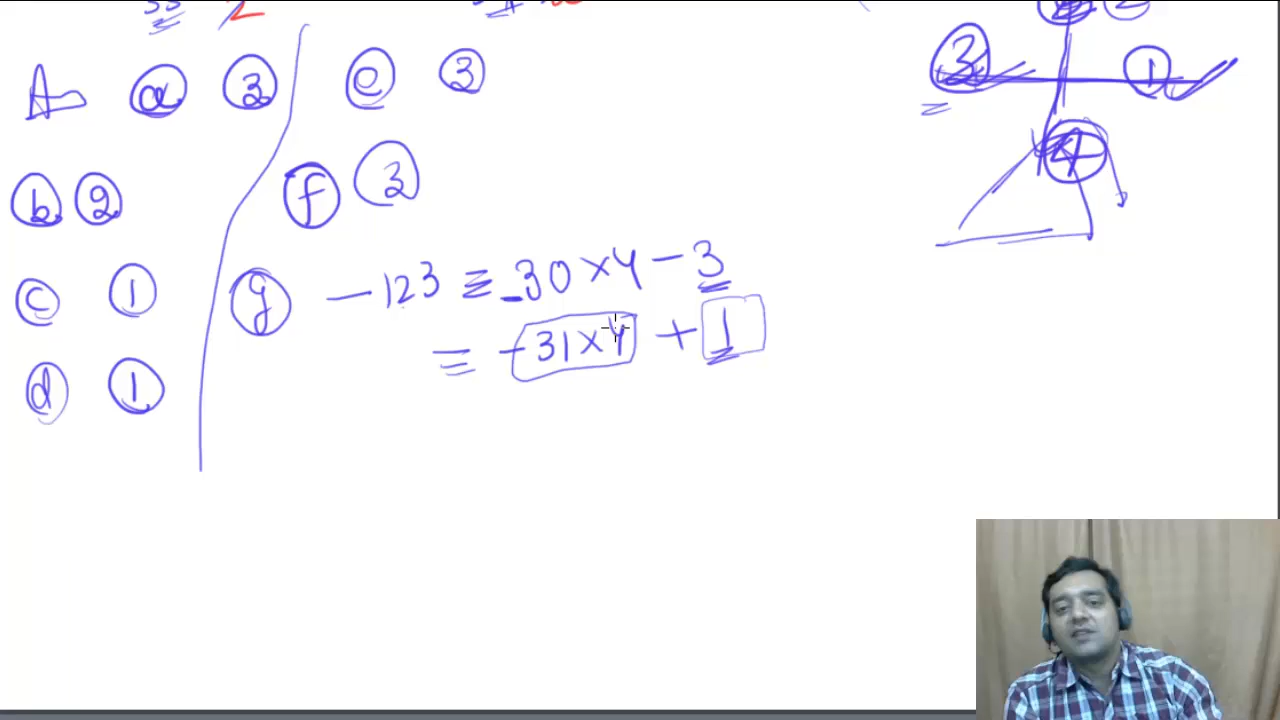 A a 3 e 3
b 2 f 3
c 1 g -123 = -30 × 4 - 3
= -31 × 4 + 1
d 1
3 1
4